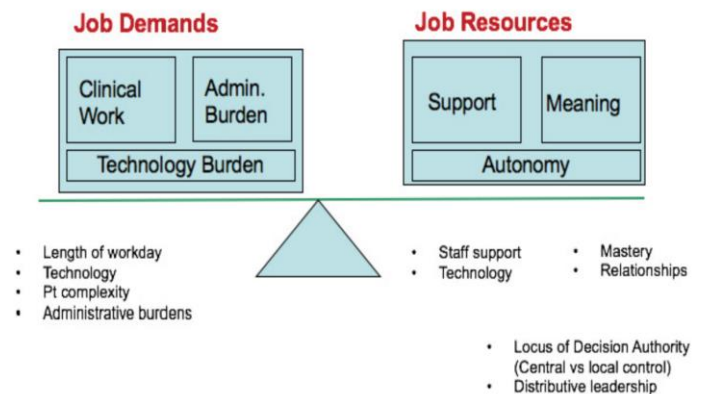 Job Demands
Clinical
Work
Admin.
Burden
Technology Burden
Job Resources
Support
Meaning
Autonomy
• Length of workday
• Technology
• Pt complexity
• Administrative burdens
• Staff support
• Technology
• Mastery
• Relationships
• Locus of Decision Authority
(Central vs local control)
• Distributive leadership